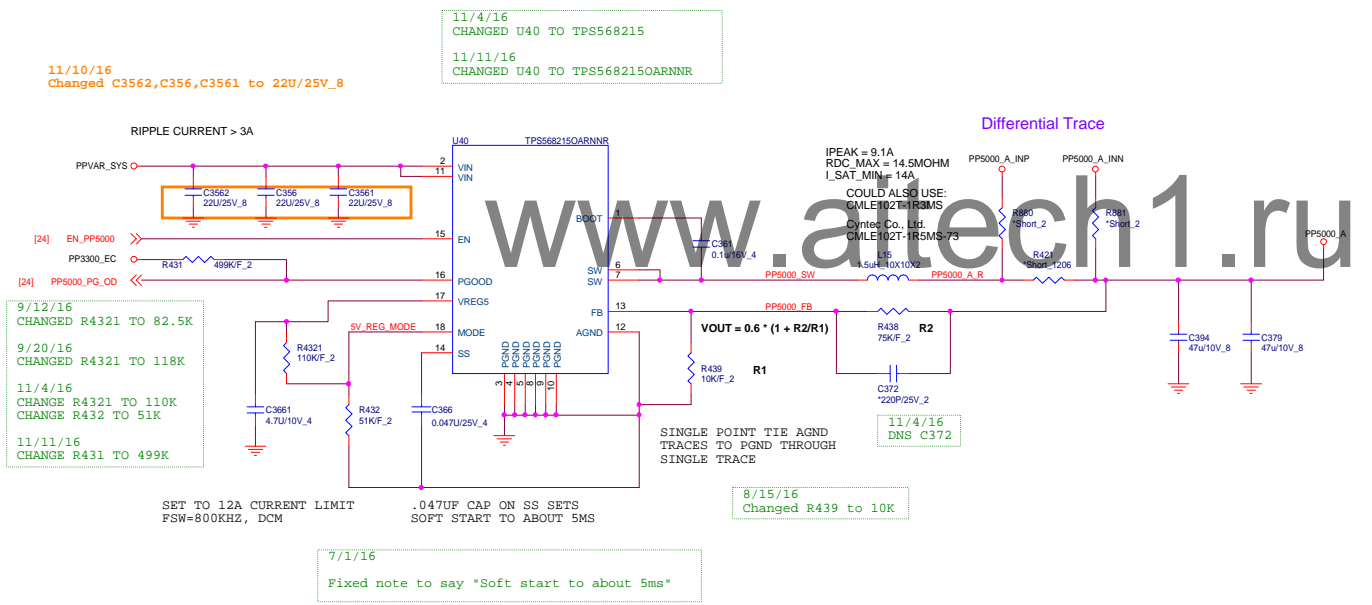 11/4/16
CHANGED U40 TO TPS568215
11/11/16
CHANGED U40 TO TPS568215OARNNR
11/10/16
Changed C3562,C356,C3561 to 22U/25V_8
RIPPLE CURRENT > 3A
PPVAR_SYS
C3562
22U/25V_8
C356
22U/25V_8
C3561
22U/25V_8
[24] EN_PP5000
PP3300_EC
R431
499K/F_2
[24] PP5000_PG_OD
U40
TPS568215OARNNR
2
VIN
11
VIN
15
EN
16
PGOOD
17
VREG5
18
MODE
14
SS
BOOT
1
SW
6
SW
7
FB
13
AGND
12
PGND
PGND
PGND
PGND
PGND
PGND
3
4
5
8
9
10
5V_REG_MODE
R4321
110K/F_2
C3661
4.7U/10V_4
R432
51K/F_2
C366
0.047U/25V_4
9/12/16
CHANGED R4321 TO 82.5K
9/20/16
CHANGED R4321 TO 118K
11/4/16
CHANGE R4321 TO 110K
CHANGE R432 TO 51K
11/11/16
CHANGE R431 TO 499K
www.aitech1.ru
Differential Trace
IPEAK = 9.1A
RDC_MAX = 14.5MOHM
I_SAT_MIN = 14A
COULD ALSO USE:
CMLE102T-1R3MS
Cyntec Co., Ltd.
CMLE102T-1R5MS-73
C361
0.1u/16V_4
PP5000_SW
L15
1.5uH_10X10X2
PP5000_A_R
PP5000_A_INP
PP5000_A_INN
R880
*Short_2
R881
*Short_2
R421
*Short_1206
PP5000_A
PP5000_FB
VOUT = 0.6 * (1 + R2/R1)
R438
75K/F_2
R2
R439
10K/F_2
R1
C372
*220P/25V_2
C394
47u/10V_8
C379
47u/10V_8
11/4/16
DNS C372
SINGLE POINT TIE AGND
TRACES TO PGND THROUGH
SINGLE TRACE
8/15/16
Changed R439 to 10K
SET TO 12A CURRENT LIMIT
FSW=800KHZ, DCM
.047UF CAP ON SS SETS
SOFT START TO ABOUT 5MS
7/1/16
Fixed note to say "Soft start to about 5ms"